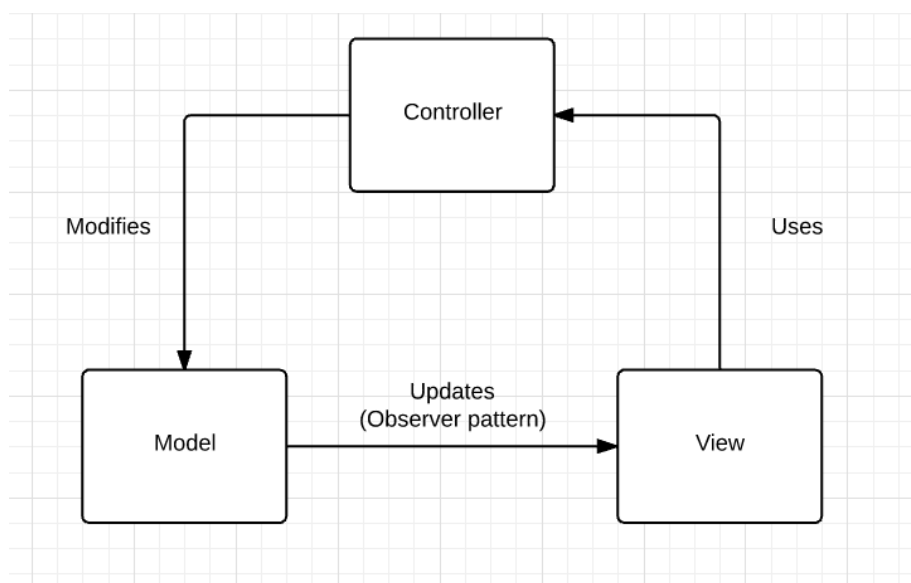 Controller
Modifies
Uses
Updates
(Observer pattern)
Model
View